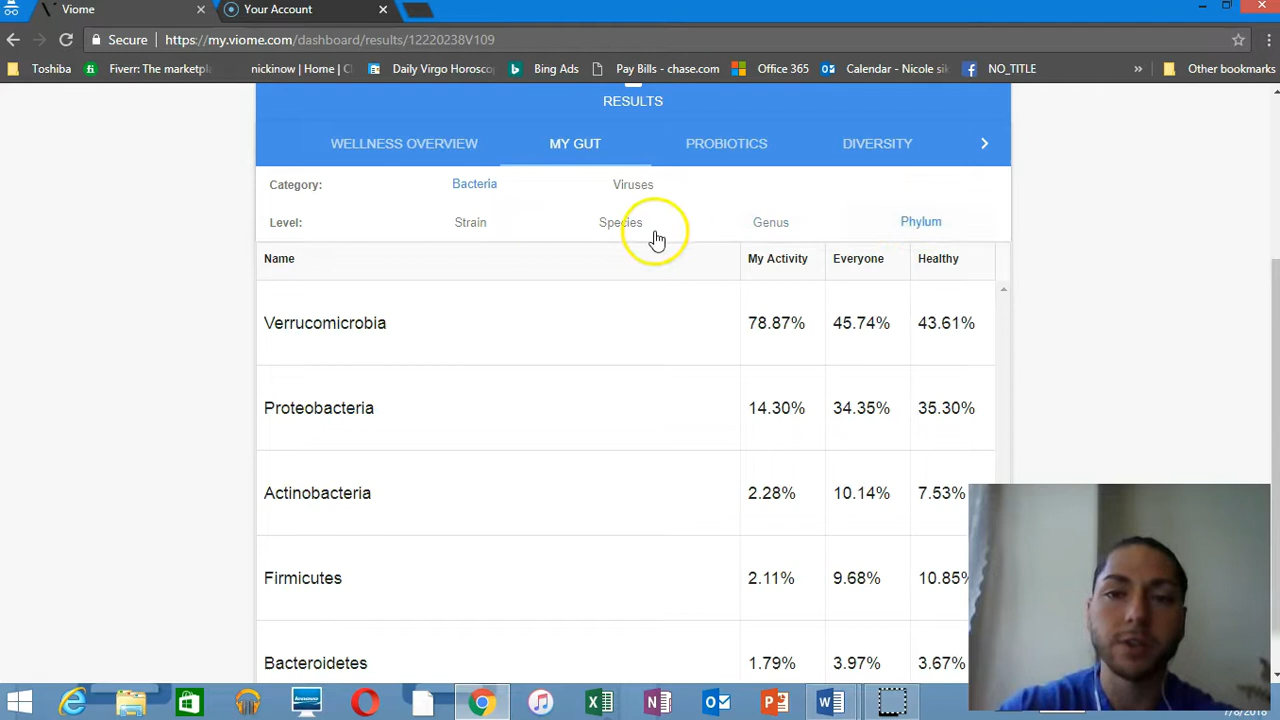 Viome
Your Account
Secure
https://my.viome.com/dashboard/results/12220238V109
Toshiba
Fiverr: The marketpl
nickinow | Home | Cl
Daily Virgo Horosco
Bing Ads
Pay Bills - chase.com
Office 365
Calendar - Nicole sil
NO_TITLE
»
Other bookmarks
RESULTS
WELLNESS OVERVIEW
MY GUT
PROBIOTICS
DIVERSITY
Category:
Bacteria
Viruses
Level:
Strain
Species
Genus
Phylum
Name
My Activity
Everyone
Healthy
Verrucomicrobia
78.87%
45.74%
43.61%
Proteobacteria
14.30%
34.35%
35.30%
Actinobacteria
2.28%
10.14%
7.53%
Firmicutes
2.11%
9.68%
10.85%
Bacteroidetes
1.79%
3.97%
3.67%
7/8/2018